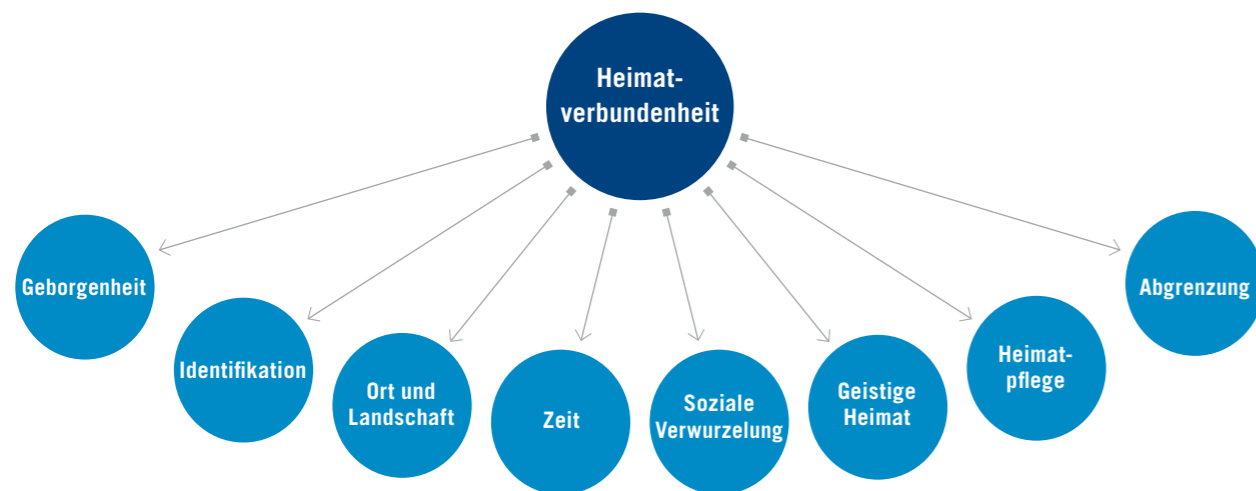 Heimat-
verbundenheit
Geborgenheit
Identifikation
Ort und
Landschaft
Zeit
Soziale
Verwurzelung
Geistige
Heimat
Heimat-
pflege
Abgrenzung